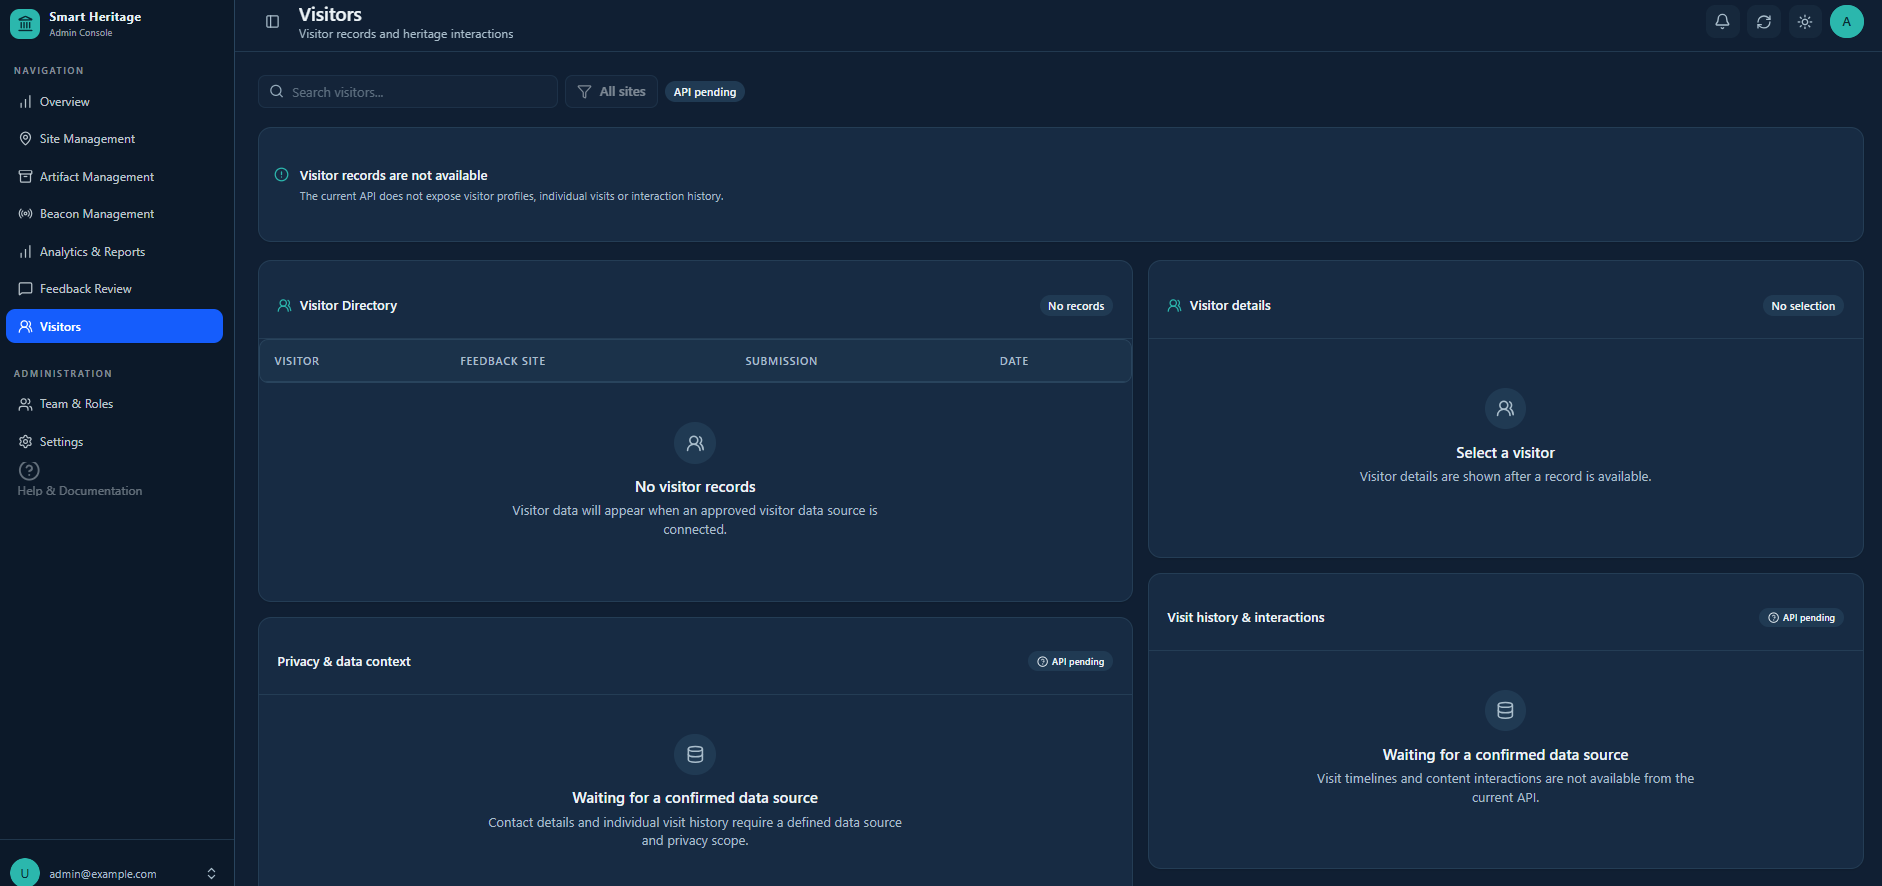 Smart Heritage
Admin Console
NAVIGATION
Overview
Site Management
Artifact Management
Beacon Management
Analytics & Reports
Feedback Review
Visitors
ADMINISTRATION
Team & Roles
Settings
Help & Documentation
U
admin@example.com
Visitors
Visitor records and heritage interactions
A
Search visitors...
All sites
API pending
Visitor records are not available
The current API does not expose visitor profiles, individual visits or interaction history.
Visitor Directory
No records
VISITOR FEEDBACK SITE SUBMISSION DATE
No visitor records
Visitor data will appear when an approved visitor data source is
connected.
Privacy & data context
API pending
Waiting for a confirmed data source
Contact details and individual visit history require a defined data source
and privacy scope.
Visitor details
No selection
Select a visitor
Visitor details are shown after a record is available.
Visit history & interactions
API pending
Waiting for a confirmed data source
Visit timelines and content interactions are not available from the
current API.